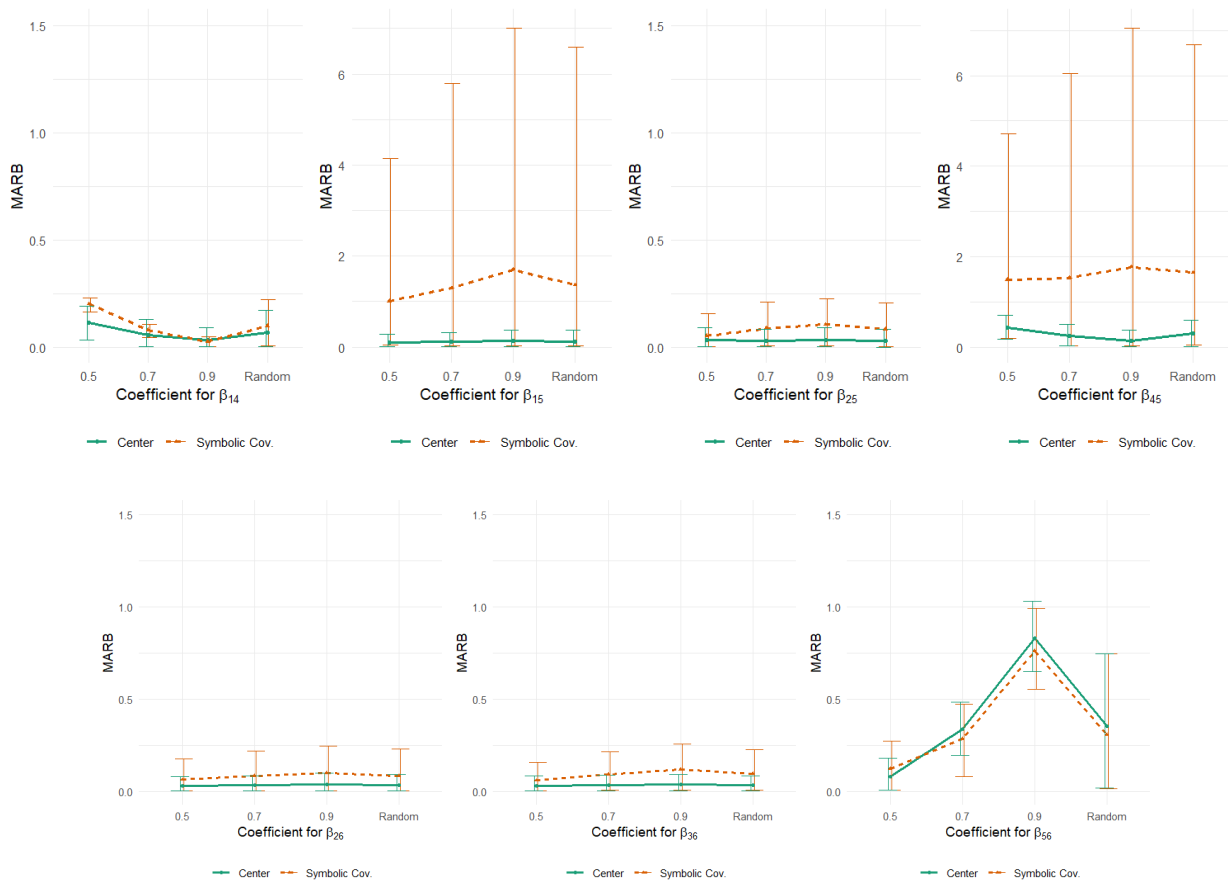 1.5
1.0
0.5
0.0
MARB
0.5 0.7 0.9 Random
Coefficient for β14
Center Symbolic Cov.
6
4
2
0
MARB
0.5 0.7 0.9 Random
Coefficient for β15
Center Symbolic Cov.
1.5
1.0
0.5
0.0
MARB
0.5 0.7 0.9 Random
Coefficient for β25
Center Symbolic Cov.
6
4
2
0
MARB
0.5 0.7 0.9 Random
Coefficient for β45
Center Symbolic Cov.
1.5
1.0
0.5
0.0
MARB
0.5 0.7 0.9 Random
Coefficient for β26
Center Symbolic Cov.
1.5
1.0
0.5
0.0
MARB
0.5 0.7 0.9 Random
Coefficient for β36
Center Symbolic Cov.
1.5
1.0
0.5
0.0
MARB
0.5 0.7 0.9 Random
Coefficient for β56
Center Symbolic Cov.